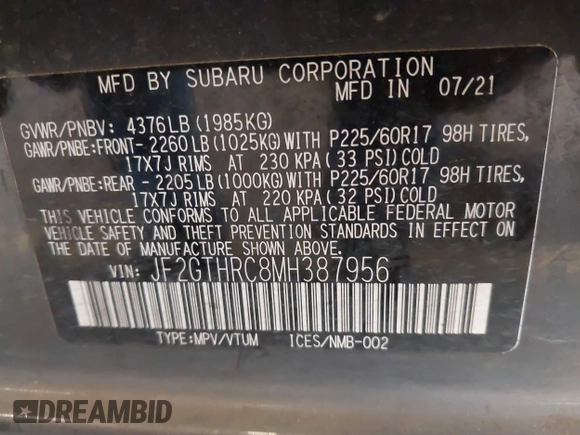 MFD BY SUBARU CORPORATION
MFD IN 07/21
GVWR/PNBV: 4376LB (1985KG)
GAWR/PNBE:FRONT- 2260 LB (1025KG) WITH P225/60R17 98H TIRES,
17X7J RIMS AT 230 KPA ( 33 PSI) COLD
GAWR/PNBE:REAR - 2205 LB (1000KG) WITH P225/60R17 98H TIRES,
17X7J RIMS AT 220 KPA ( 32 PSI) COLD
THIS VEHICLE CONFORMS TO ALL APPLICABLE FEDERAL MOTOR
VEHICLE SAFETY AND THEFT PREVENTION STANDARDS IN EFFECT ON
THE DATE OF MANUFACTURE SHOWN ABOVE.
VIN: JF2GTHRC8MH387956
TYPE:MPV/VTUM ICES/NMB-002
DREAMBID